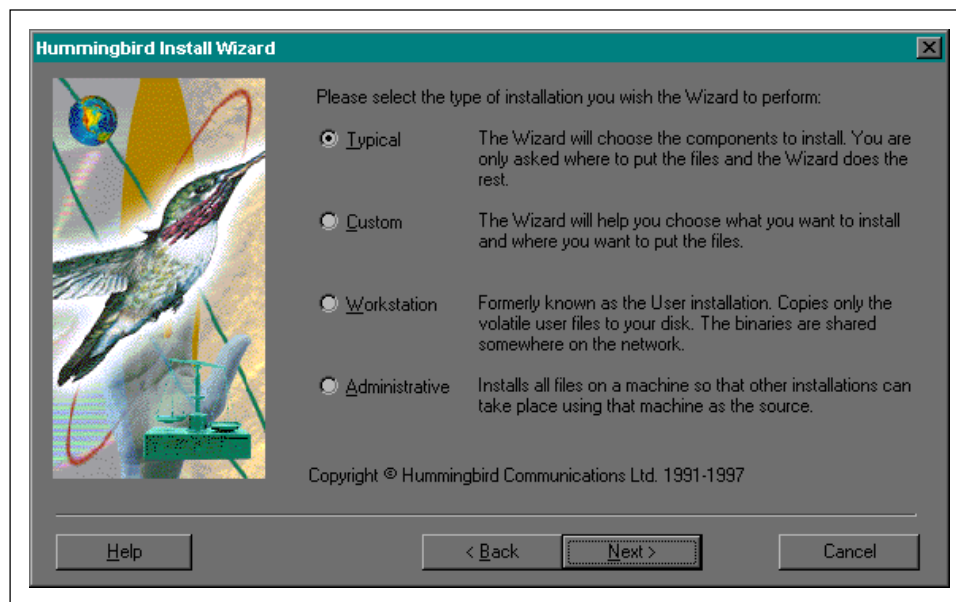 Hummingbird Install Wizard
Please select the type of installation you wish the Wizard to perform:
Typical
The Wizard will choose the components to install. You are
only asked where to put the files and the Wizard does the
rest.
Custom
The Wizard will help you choose what you want to install
and where you want to put the files.
Workstation
Formerly known as the User installation. Copies only the
volatile user files to your disk. The binaries are shared
somewhere on the network.
Administrative
Installs all files on a machine so that other installations can
take place using that machine as the source.
Copyright © Hummingbird Communications Ltd. 1991-1997
Help
< Back
Next >
Cancel